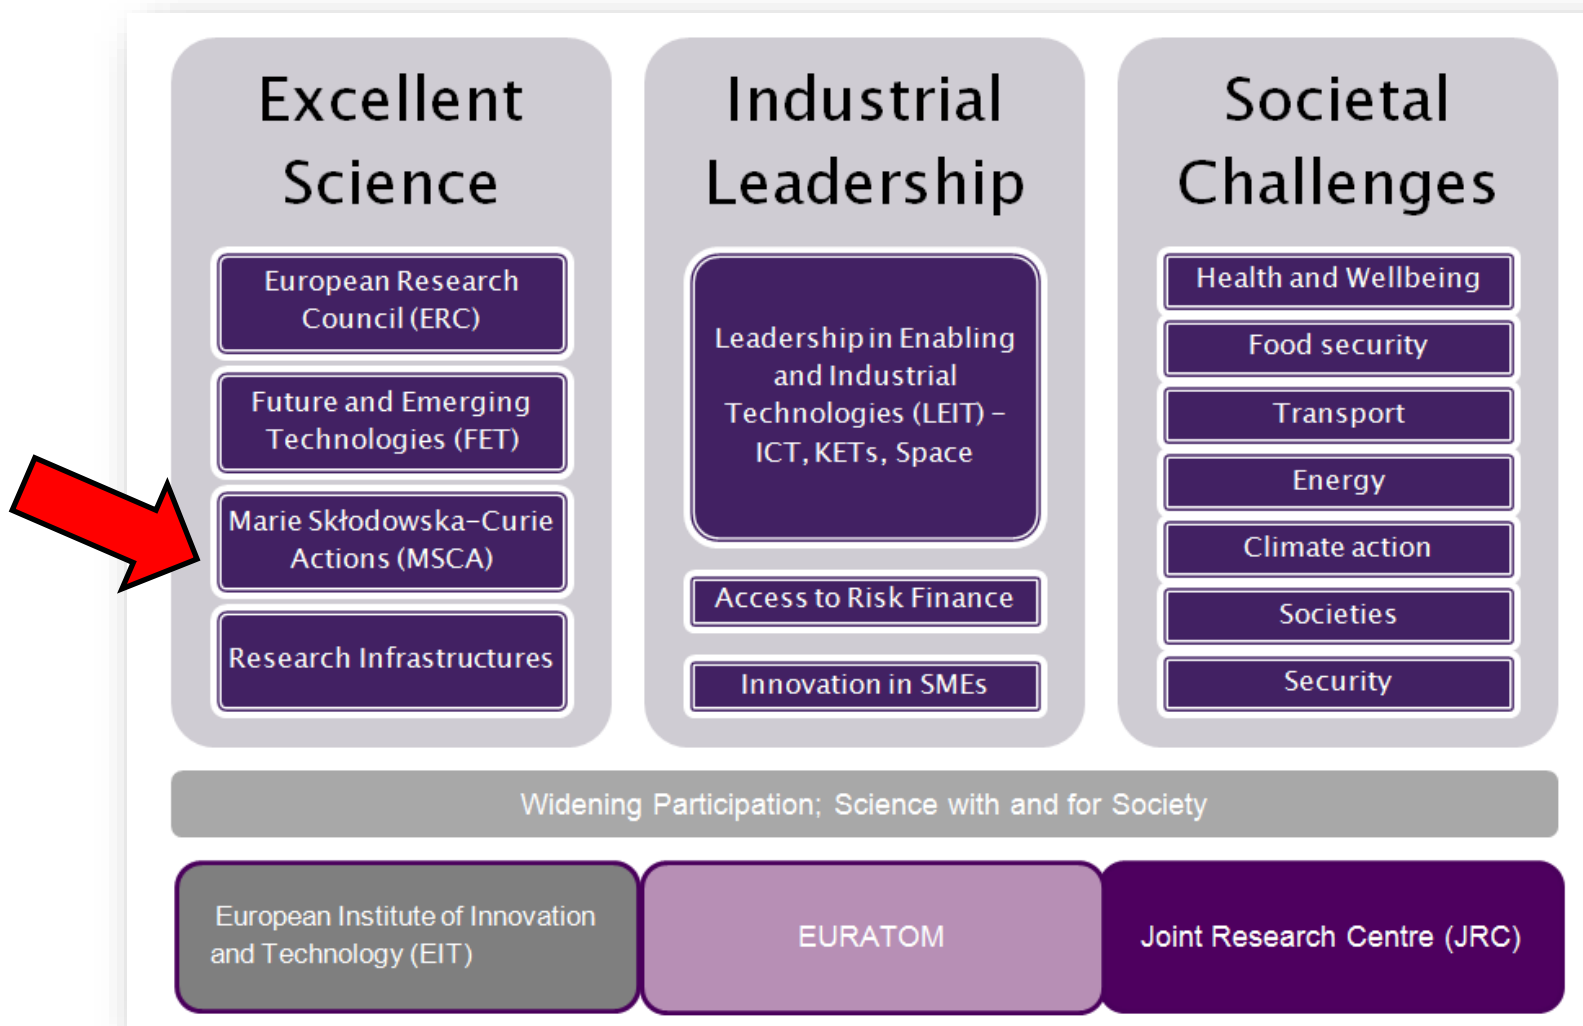 Excellent
Science
European Research
Council (ERC)
Future and Emerging
Technologies (FET)
Marie Skłodowska-Curie
Actions (MSCA)
Research Infrastructures
Industrial
Leadership
Leadership in Enabling
and Industrial
Technologies (LEIT) –
ICT, KETs, Space
Access to Risk Finance
Innovation in SMEs
Societal
Challenges
Health and Wellbeing
Food security
Transport
Energy
Climate action
Societies
Security
Widening Participation; Science with and for Society
European Institute of Innovation
and Technology (EIT)
EURATOM
Joint Research Centre (JRC)